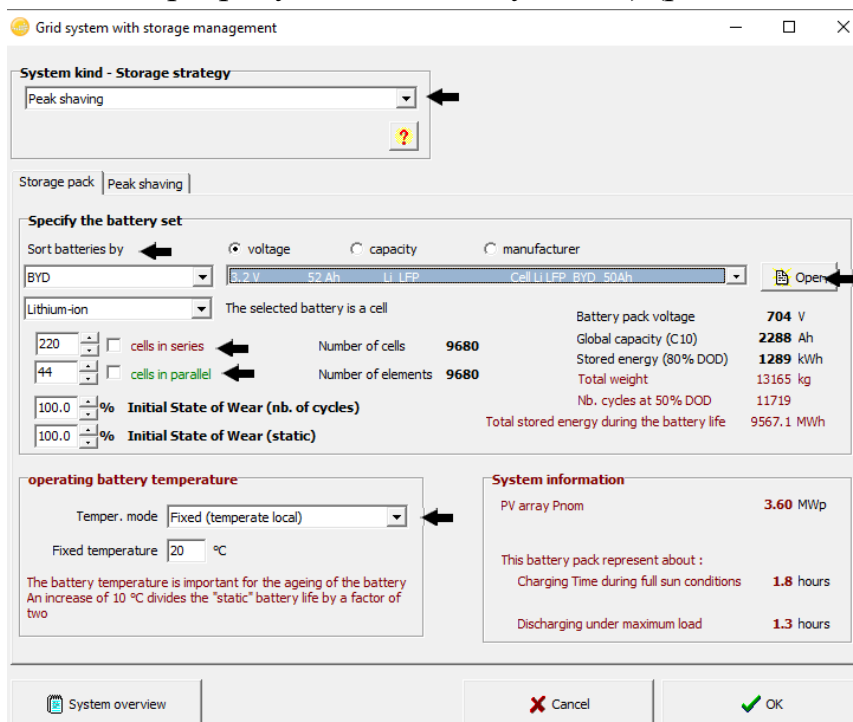 Grid system with storage management
System kind - Storage strategy
Peak shaving
?
Storage pack Peak shaving
Specify the battery set
Sort batteries by voltage capacity manufacturer
BYD 3.2 V 52 Ah Li LFP Cell Li LFP BYD 50Ah Open
Lithium-ion The selected battery is a cell
Battery pack voltage 704 V
220 cells in series Number of cells 9680
Global capacity (C10) 2288 Ah
Stored energy (80% DOD) 1289 kWh
44 cells in parallel Number of elements 9680
Total weight 13165 kg
Nb. cycles at 50% DOD 11719
100.0 % Initial State of Wear (nb. of cycles)
Total stored energy during the battery life 9567.1 MWh
100.0 % Initial State of Wear (static)
operating battery temperature
Temper. mode Fixed (temperate local)
Fixed temperature 20 °C
The battery temperature is important for the ageing of the battery
An increase of 10 °C divides the "static" battery life by a factor of
two
System information
PV array Pnom 3.60 MWp
This battery pack represent about :
Charging Time during full sun conditions 1.8 hours
Discharging under maximum load 1.3 hours
System overview Cancel OK